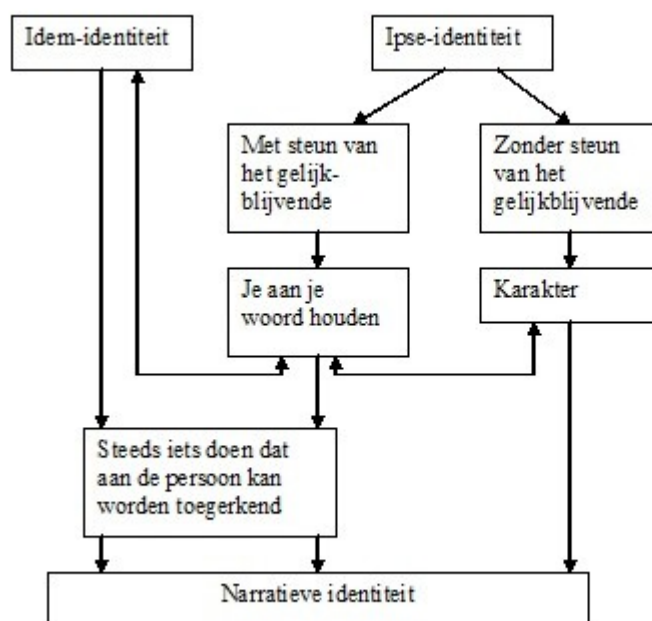 Idem-identiteit
Ipse-identiteit
Met steun van
het gelijk-
blijvende
Zonder steun
van het
gelijkblijvende
Je aan je
woord houden
Karakter
Steeds iets doen dat
aan de persoon kan
worden toegerkend
Narratieve identiteit